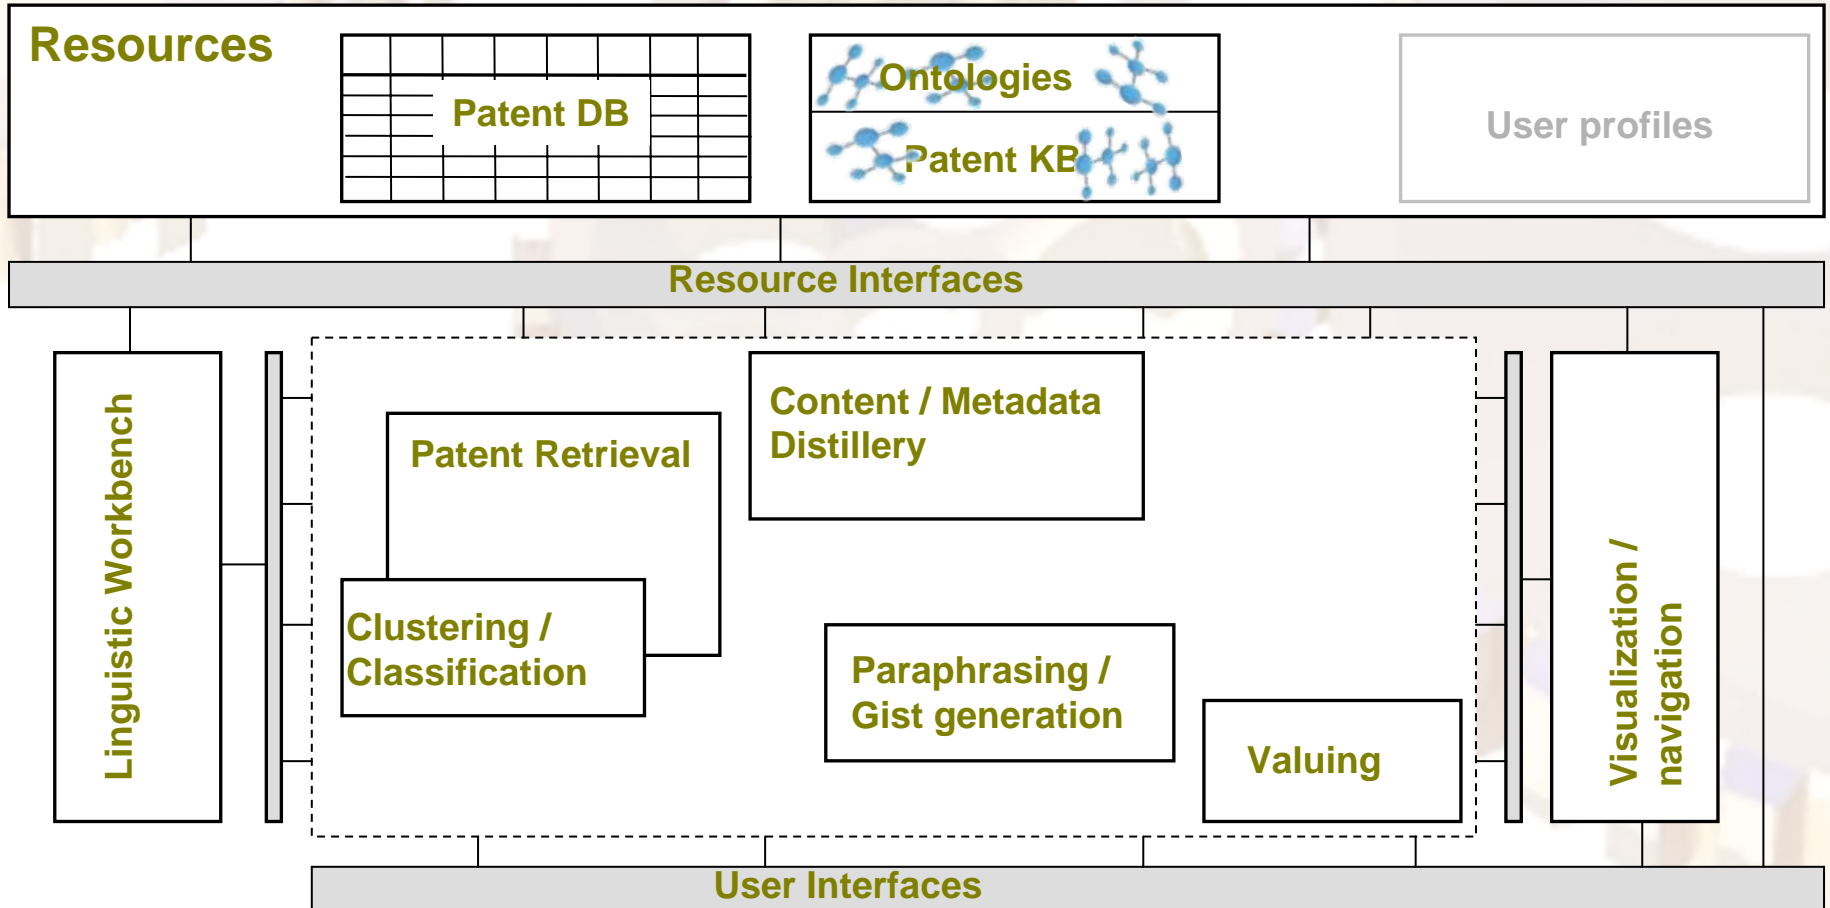 Resources
Patent DB
Ontologies
Patent KB
User profiles
Resource Interfaces
Linguistic Workbench
Patent Retrieval
Content / Metadata
Distillery
Clustering /
Classification
Paraphrasing /
Gist generation
Valuing
Visualization /
navigation
User Interfaces